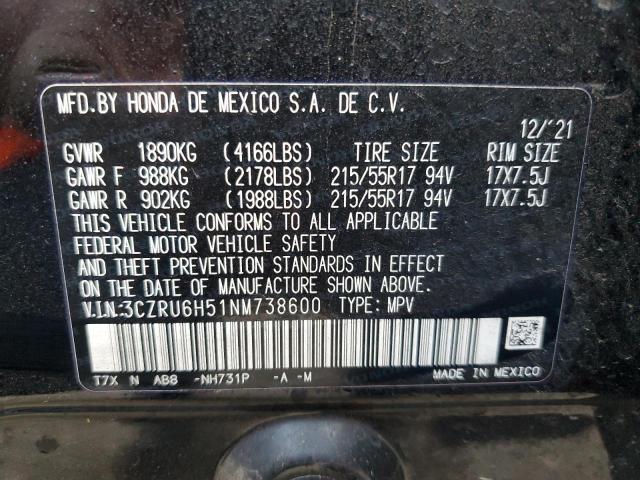 MFD.BY HONDA DE MEXICO S.A. DE C.V.
12/'21
GVWR 1890KG (4166LBS) TIRE SIZE RIM SIZE
GAWR F 988KG (2178LBS) 215/55R17 94V 17X7.5J
GAWR R 902KG (1988LBS) 215/55R17 94V 17X7.5J
THIS VEHICLE CONFORMS TO ALL APPLICABLE
FEDERAL MOTOR VEHICLE SAFETY
AND THEFT PREVENTION STANDARDS IN EFFECT
ON THE DATE OF MANUFACTURE SHOWN ABOVE.
V.I.N:3CZRU6H51NM738600 TYPE: MPV
T7X N AB8 -NH731P -A -M MADE IN MEXICO